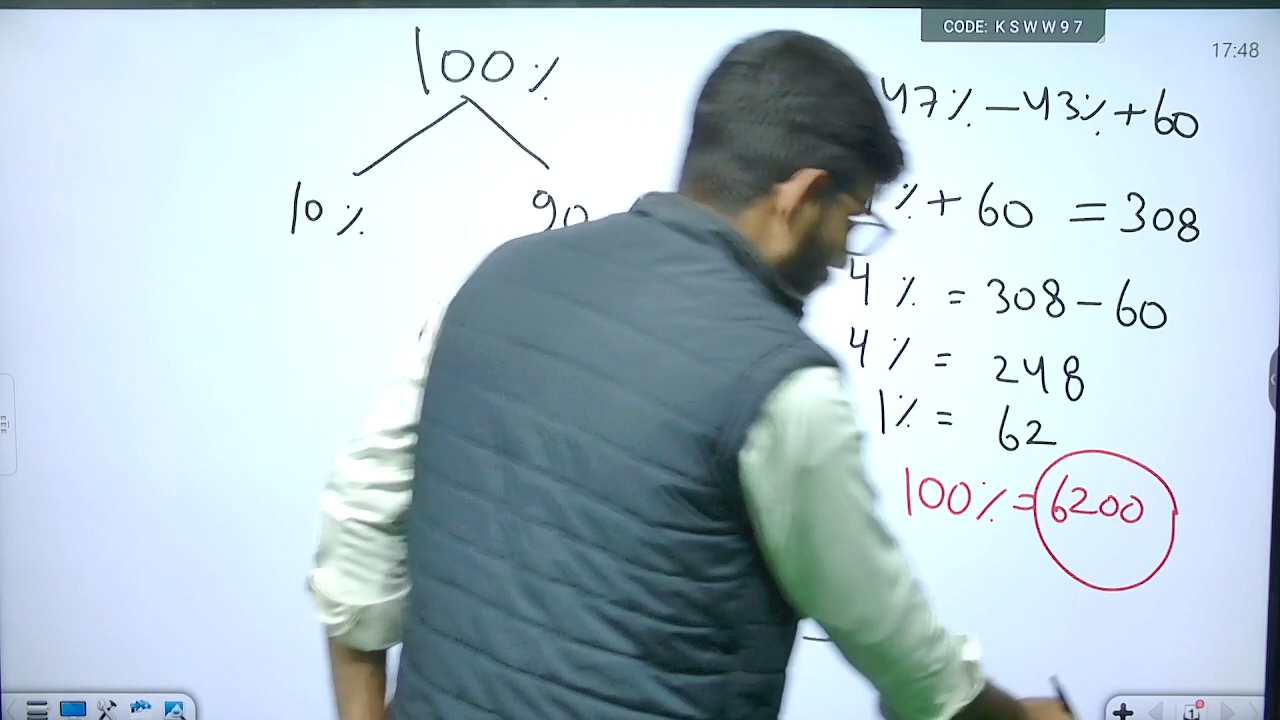 CODE: KSWW97
17:48
100%
10%
90
47% - 43% + 60
% + 60 = 308
4% = 308 - 60
4% = 248
1% = 62
100% = 6200
1